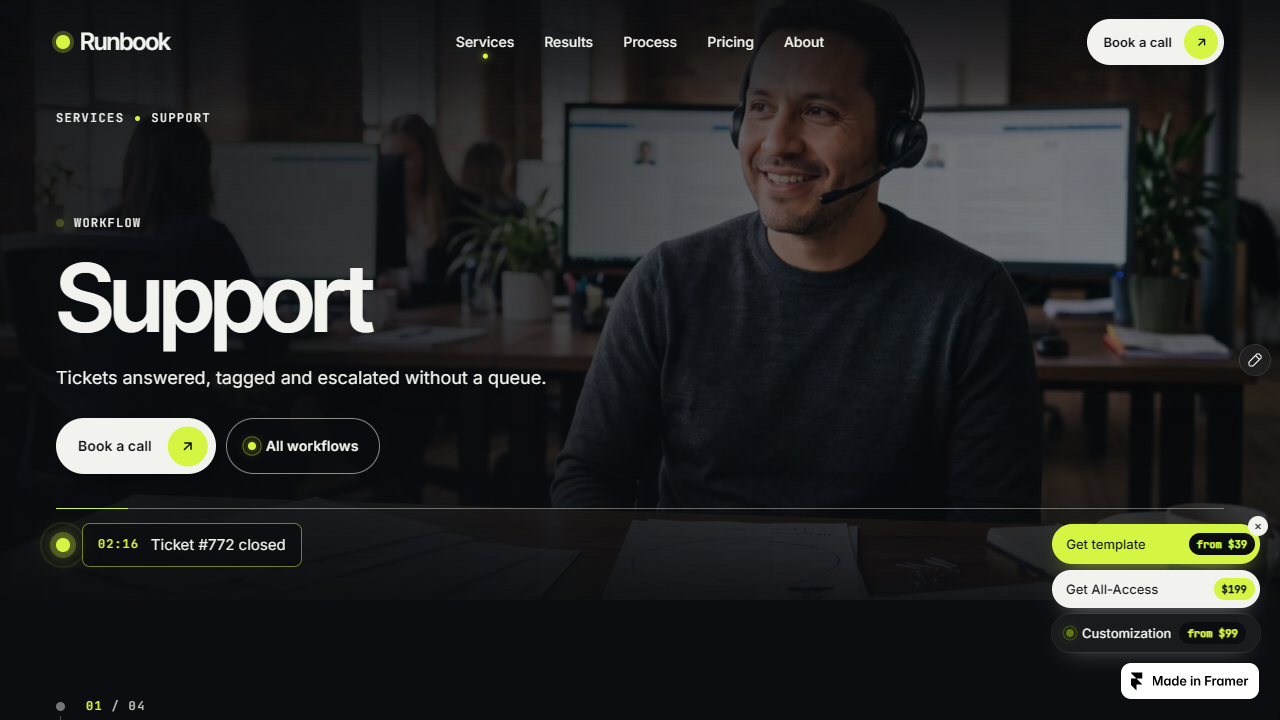 Runbook
Services
Results
Process
Pricing
About
Book a call
SERVICES • SUPPORT
WORKFLOW
Support
Tickets answered, tagged and escalated without a queue.
Book a call
All workflows
02:16 Ticket #772 closed
Get template from $39
Get All-Access $199
Customization from $99
Made in Framer
01 / 04